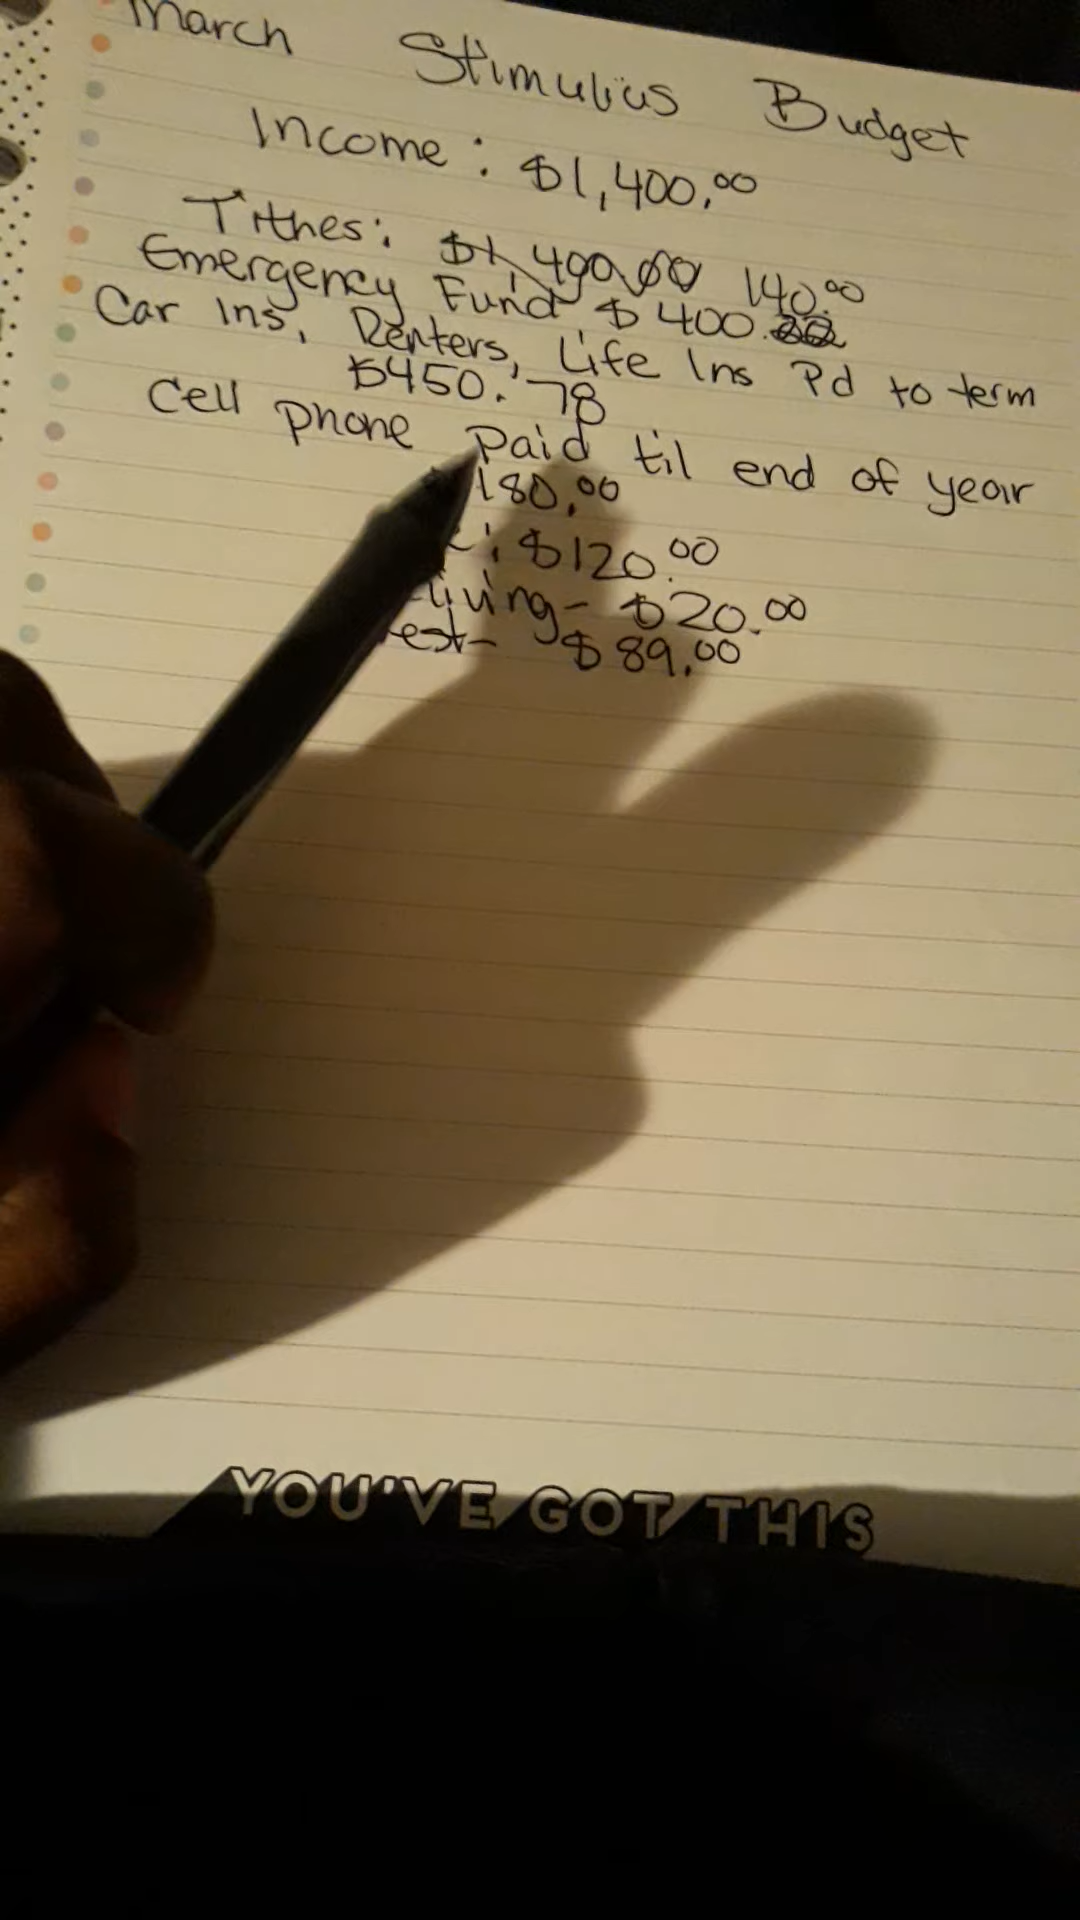 March Stimulus Budget
Income: $1,400.00
Tithes: $1,400.00 140.00
Emergency Fund $400.00
Car Ins, Renters, Life Ins Pd to term
$450.78
Cell phone paid til end of year
180.00
: $120.00
living- $20.00
est- $89.00
YOU'VE GOT THIS